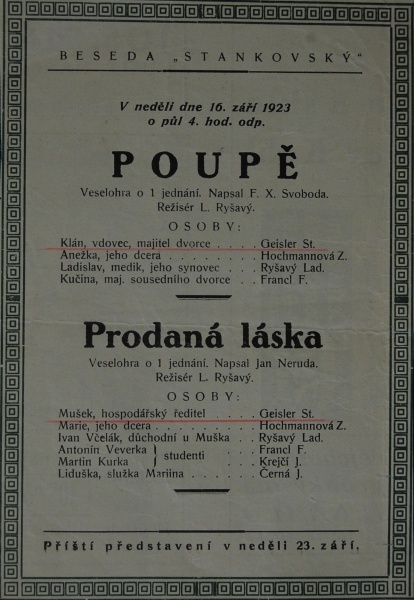 BESEDA „STANKOVSKÝ“
V neděli dne 16. září 1923
o půl 4. hod. odp.
POUPĚ
Veselohra o 1 jednání. Napsal F. X. Svoboda.
Režisér L. Ryšavý.
OSOBY:
Klán, vdovec, majitel dvorce . . . . Geisler St.
Anežka, jeho dcera . . . . . . . . Hochmannová Z.
Ladislav, medik, jeho synovec . . . Ryšavý Lad.
Kučina, maj. sousedního dvorce . . Francl F.
Prodaná láska
Veselohra o 1 jednání. Napsal Jan Neruda.
Režisér L. Ryšavý.
OSOBY:
Mušek, hospodářský ředitel . . . . Geisler St.
Marie, jeho dcera . . . . . . . . . Hochmannová Z.
Ivan Včelák, důchodní u Muška . . Ryšavý Lad.
Antonín Veverka } studenti . . . Francl F.
Martin Kurka } . . . Krejčí J.
Liduška, služka Mariina . . . . . Černá J.
Příští představení v neděli 23. září.